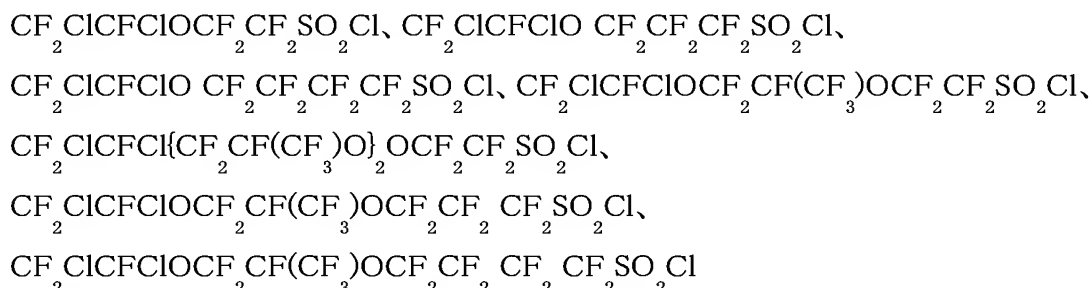 CF₂ClCFClOCF₂CF₂SO₂Cl、CF₂ClCFClO CF₂CF₂CF₂SO₂Cl、
CF₂ClCFClO CF₂CF₂CF₂CF₂SO₂Cl、CF₂ClCFClOCF₂CF(CF₃)OCF₂CF₂SO₂Cl、
CF₂ClCFCl{CF₂CF(CF₃)O}₂OCF₂CF₂SO₂Cl、
CF₂ClCFClOCF₂CF(CF₃)OCF₂CF₂ CF₂SO₂Cl、
CF₂ClCFClOCF₂CF(CF₃)OCF₂CF₂ CF₂ CF₂SO₂Cl